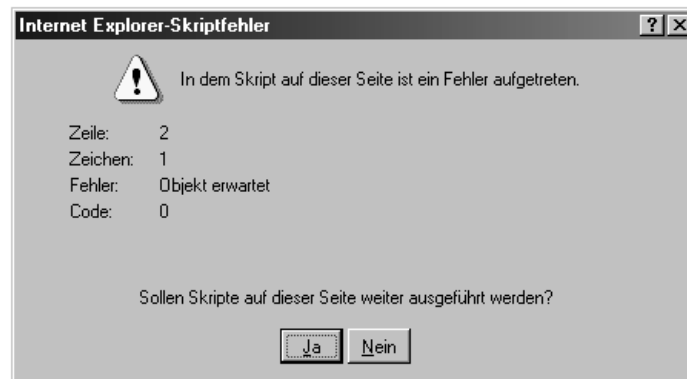 Internet Explorer-Skriptfehler
In dem Skript auf dieser Seite ist ein Fehler aufgetreten.
Zeile: 2
Zeichen: 1
Fehler: Objekt erwartet
Code: 0
Sollen Skripte auf dieser Seite weiter ausgeführt werden?
Ja Nein